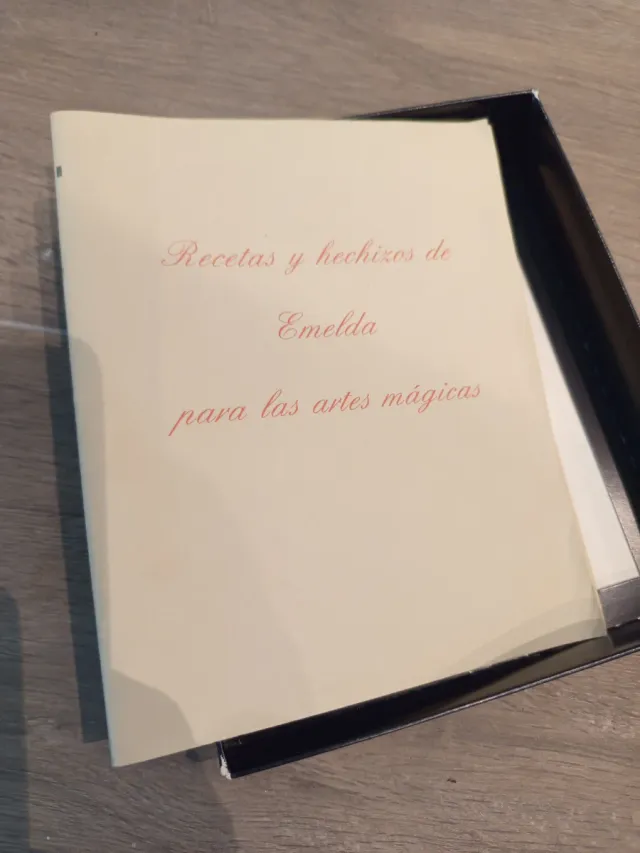 Recetas y hechizos de
Emelda
para las artes mágicas